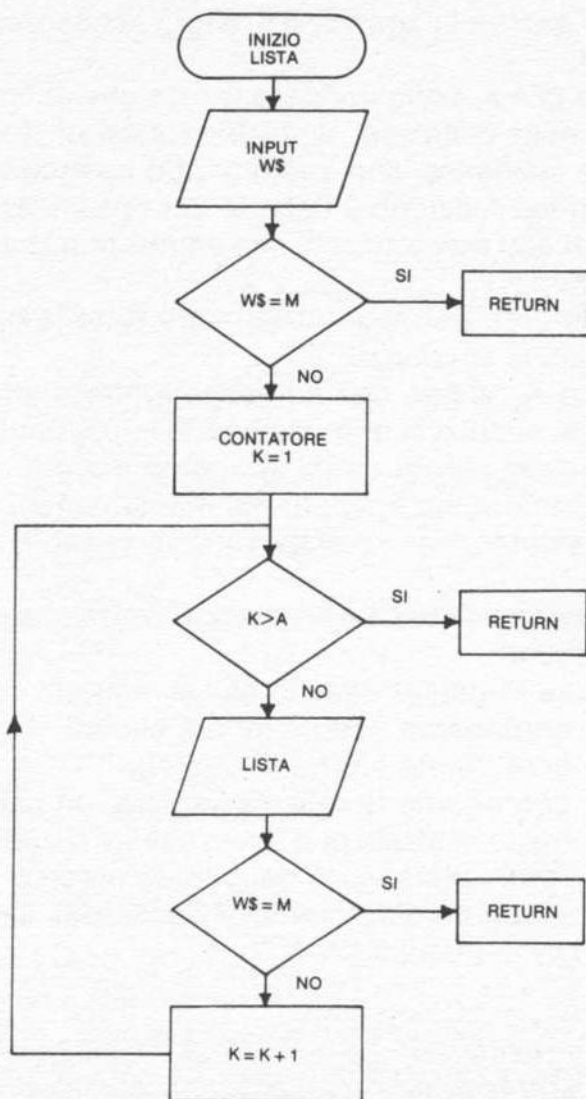 INIZIO
LISTA
INPUT
W$
W$ = M
SI
RETURN
NO
CONTATORE
K = 1
K > A
SI
RETURN
NO
LISTA
W$ = M
SI
RETURN
NO
K = K + 1